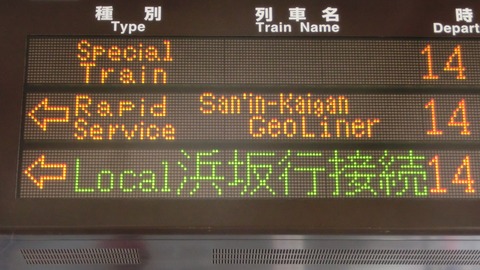 種別 列車名 時
Type Train Name Depart
Special
Train 14
Rapid San'in-Kaigan
Service GeoLiner 14
Local浜坂行接続14